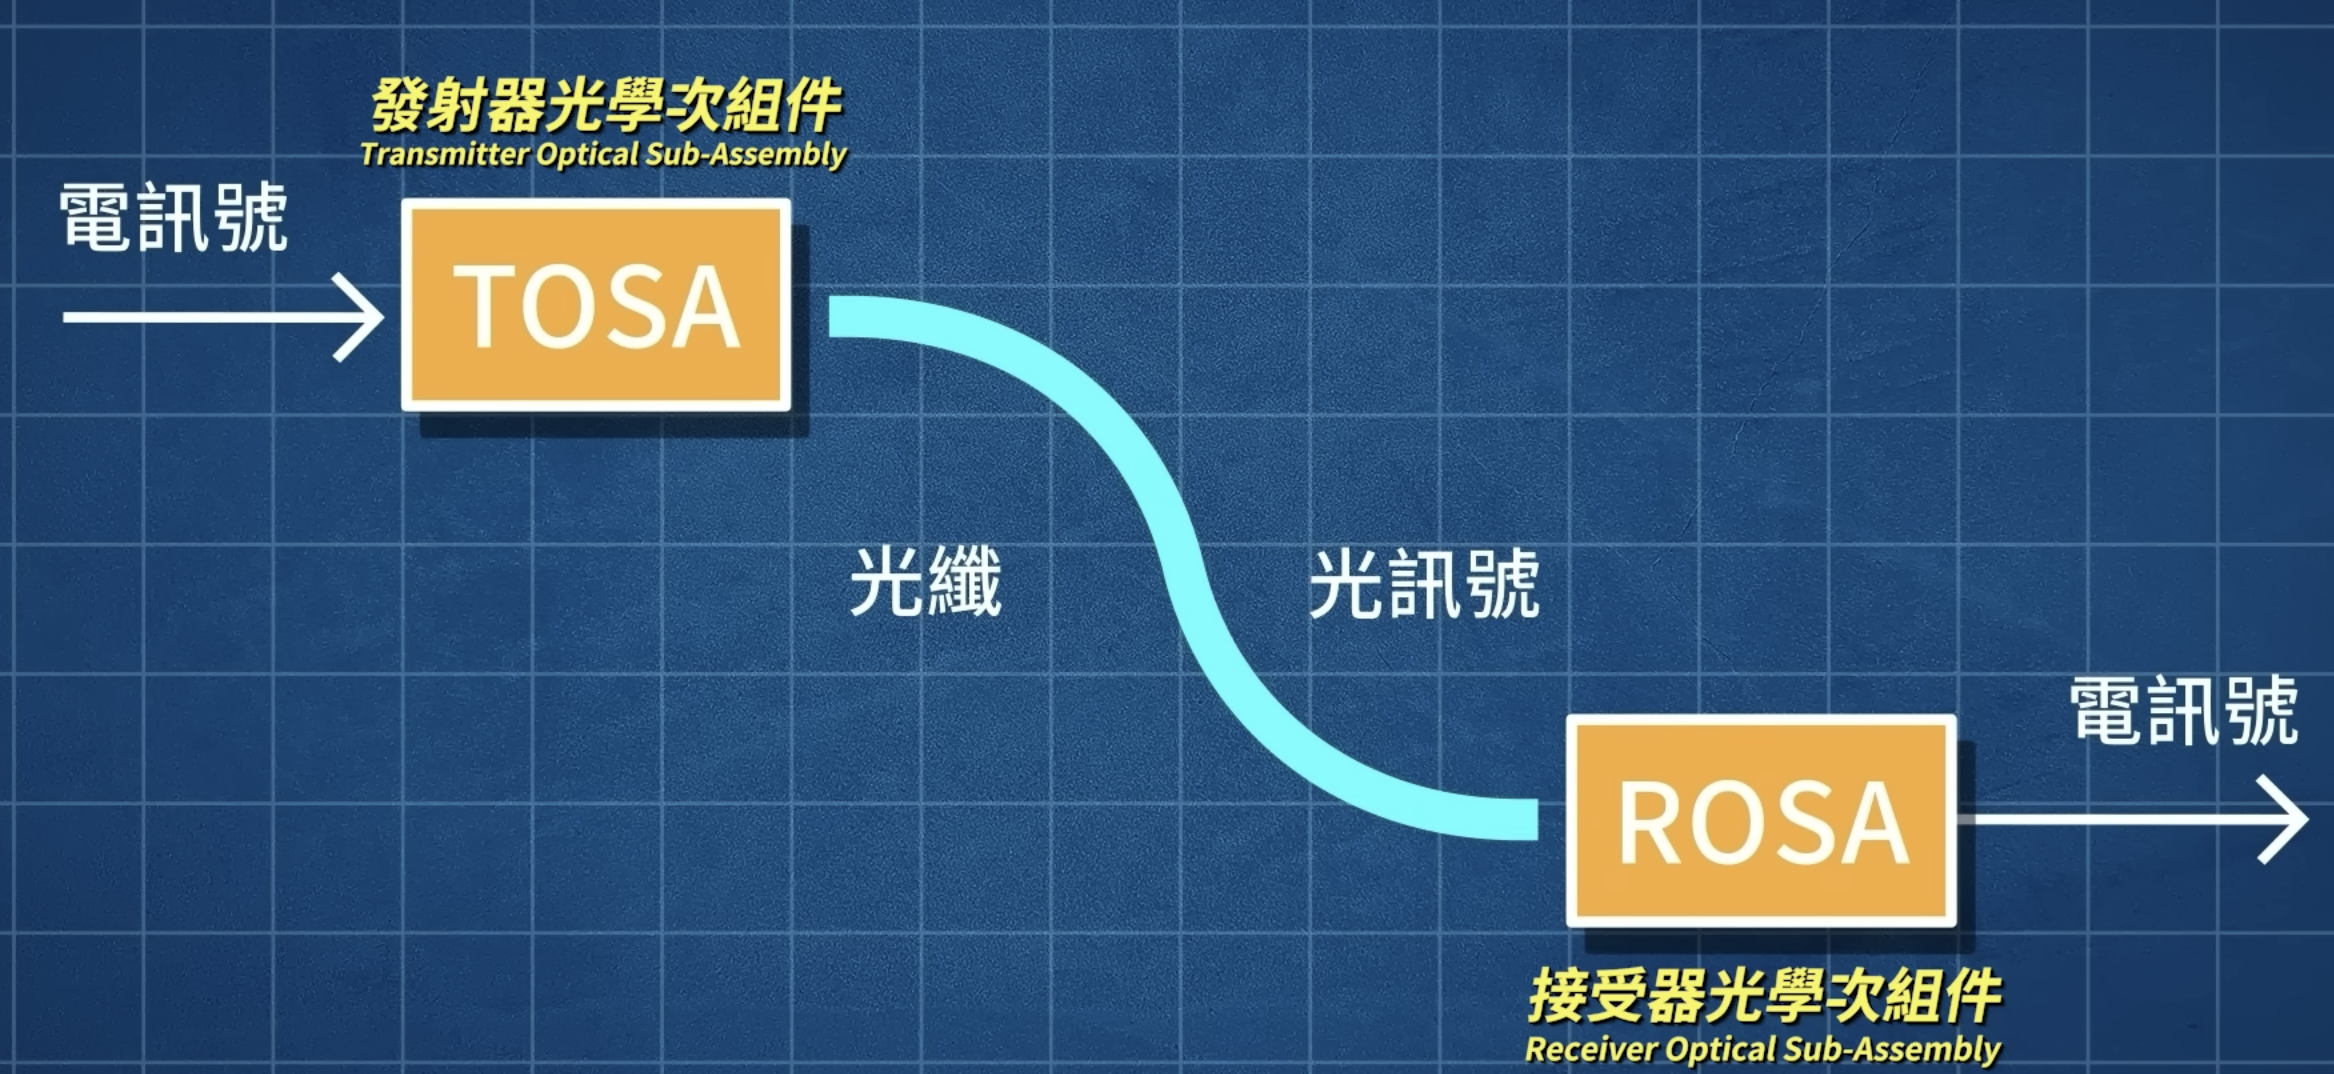 發射器光學次組件
Transmitter Optical Sub-Assembly
電訊號
TOSA
光纖
光訊號
電訊號
ROSA
接受器光學次組件
Receiver Optical Sub-Assembly